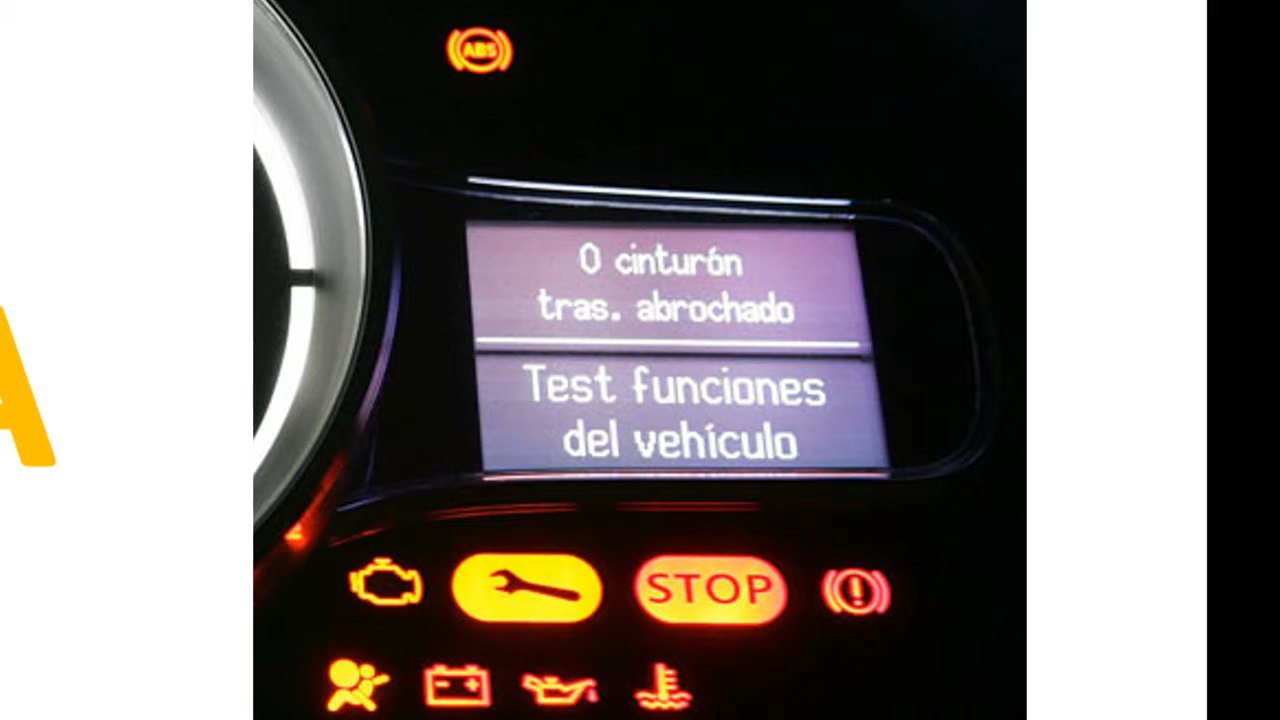 ABS
0 cinturón
tras. abrochado
Test funciones
del vehículo
STOP
A